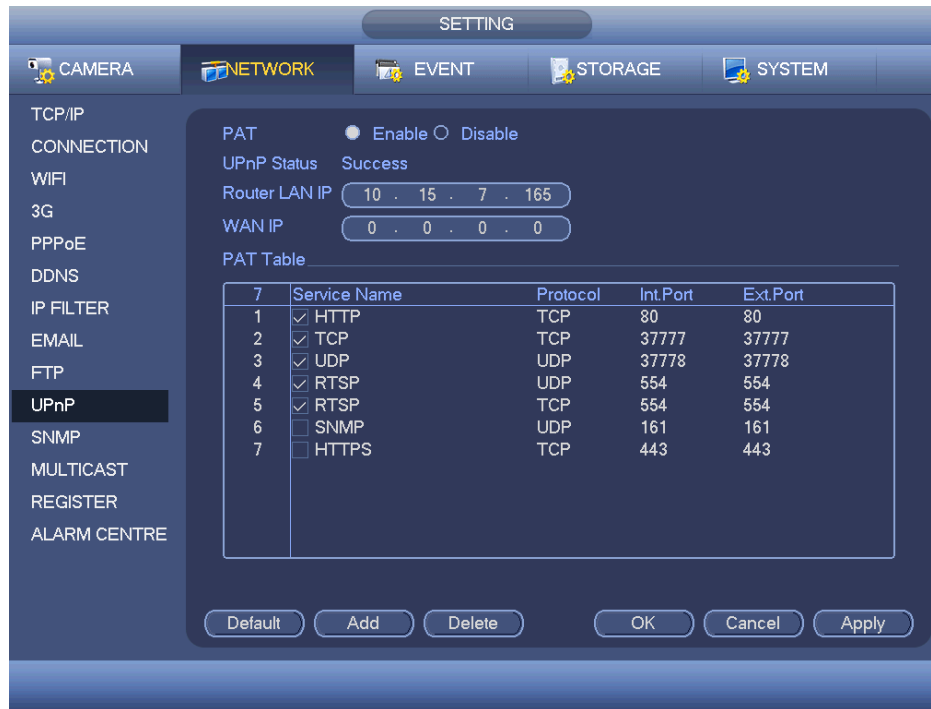 SETTING
CAMERA NETWORK EVENT STORAGE SYSTEM
TCP/IP
CONNECTION
WIFI
3G
PPPoE
DDNS
IP FILTER
EMAIL
FTP
UPnP
SNMP
MULTICAST
REGISTER
ALARM CENTRE
PAT Enable Disable
UPnP Status Success
Router LAN IP 10 . 15 . 7 . 165
WAN IP 0 . 0 . 0 . 0
PAT Table
7 Service Name Protocol Int.Port Ext.Port
1 HTTP TCP 80 80
2 TCP TCP 37777 37777
3 UDP UDP 37778 37778
4 RTSP UDP 554 554
5 RTSP TCP 554 554
6 SNMP UDP 161 161
7 HTTPS TCP 443 443
Default Add Delete OK Cancel Apply